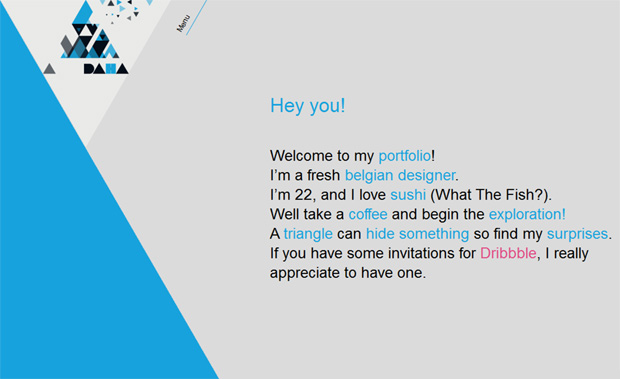 Menu
DAMA
Hey you!
Welcome to my portfolio!
I'm a fresh belgian designer.
I'm 22, and I love sushi (What The Fish?).
Well take a coffee and begin the exploration!
A triangle can hide something so find my surprises.
If you have some invitations for Dribbble, I really
appreciate to have one.